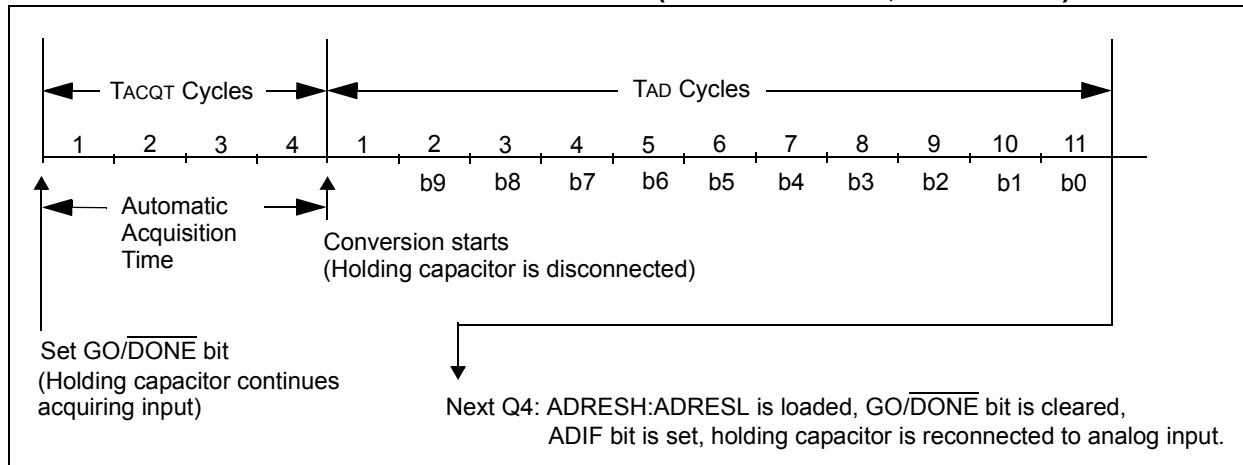 TACQT Cycles
TAD Cycles
1 2 3 4 1 2 3 4 5 6 7 8 9 10 11
b9 b8 b7 b6 b5 b4 b3 b2 b1 b0
Automatic
Acquisition
Time
Conversion starts
(Holding capacitor is disconnected)
Set GO/DONE bit
(Holding capacitor continues
acquiring input)
Next Q4: ADRESH:ADRESL is loaded, GO/DONE bit is cleared,
ADIF bit is set, holding capacitor is reconnected to analog input.